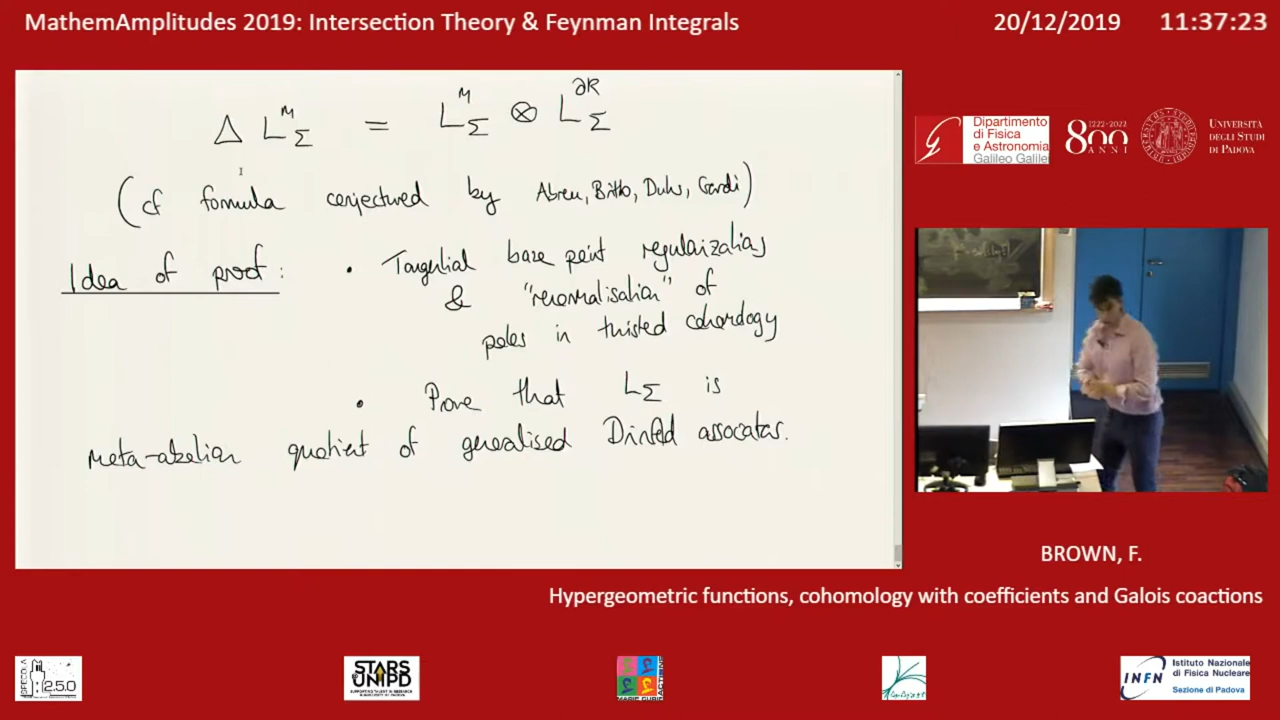 MathemAmplitudes 2019: Intersection Theory & Feynman Integrals
20/12/2019 11:37:23
Δ L^m_Σ = L^m_Σ ⊗ L^{∂R}_Σ
(cf formula conjectured by Abreu, Britto, Duhr, Gardi)
Idea of proof: • Tangential base point regularization
& "renormalisation" of
poles in twisted cohomology
• Prove that L_Σ is
meta-abelian quotient of generalised Drinfeld associators.
Dipartimento
di Fisica
e Astronomia
Galileo Galilei
1222-2022
800
ANNI
UNIVERSITÀ
DEGLI STUDI
DI PADOVA
BROWN, F.
Hypergeometric functions, cohomology with coefficients and Galois coactions
250
STARS
UNIPD
INFN
Istituto Nazionale
di Fisica Nucleare
Sezione di Padova